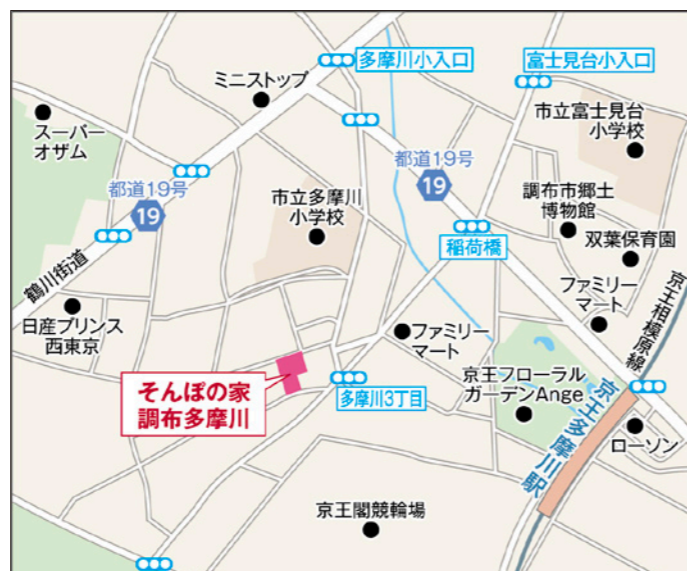 多摩川小入口
富士見台小入口
ミニストップ
スーパー
オザム
市立富士見台
小学校
都道19号
19
都道19号
19
市立多摩川
小学校
調布市郷土
博物館
稲荷橋
双葉保育園
鶴川街道
ファミリー
マート
京王相模原線
日産プリンス
西東京
ファミリー
マート
そんぽの家
調布多摩川
多摩川3丁目
京王フローラル
ガーデンAnge
京王多摩川駅
ローソン
京王閣競輪場